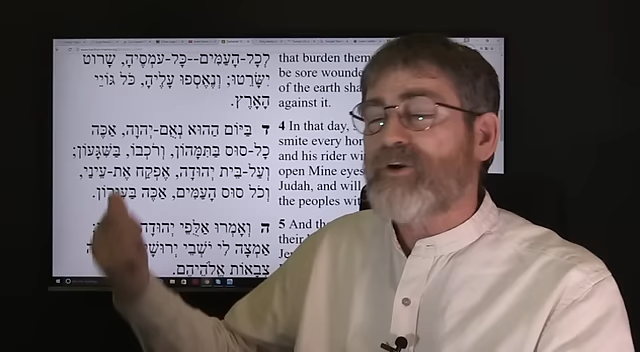 לְכָל-הָעַמִּים--כָּל-עֹמְסֶיהָ, שָׂרוֹט
יִשָּׂרֵטוּ; וְנֶאֶסְפוּ עָלֶיהָ, כֹּל גּוֹיֵי
הָאָרֶץ.
ד בַּיּוֹם הַהוּא נְאֻם-יְהוָה, אַכֶּה
כָל-סוּס בַּתִּמָּהוֹן, וְרֹכְבוֹ, בַּשִּׁגָּעוֹן;
וְעַל-בֵּית יְהוּדָה, אֶפְקַח אֶת-עֵינַי,
וְכֹל סוּס הָעַמִּים, אַכֶּה בַּעִוָּרוֹן.
ה וְאָמְרוּ אַלֻּפֵי יְהוּדָה
אַמְצָה לִי יֹשְׁבֵי
צְבָאוֹת אֱלֹהֵיהֶם.
that burden them
be sore wounde
of the earth sha
against it.
4 In that day, s
smite every hor
and his rider wi
open Mine eyes
Judah, and will
the peoples wit
5 And th
their
Jer